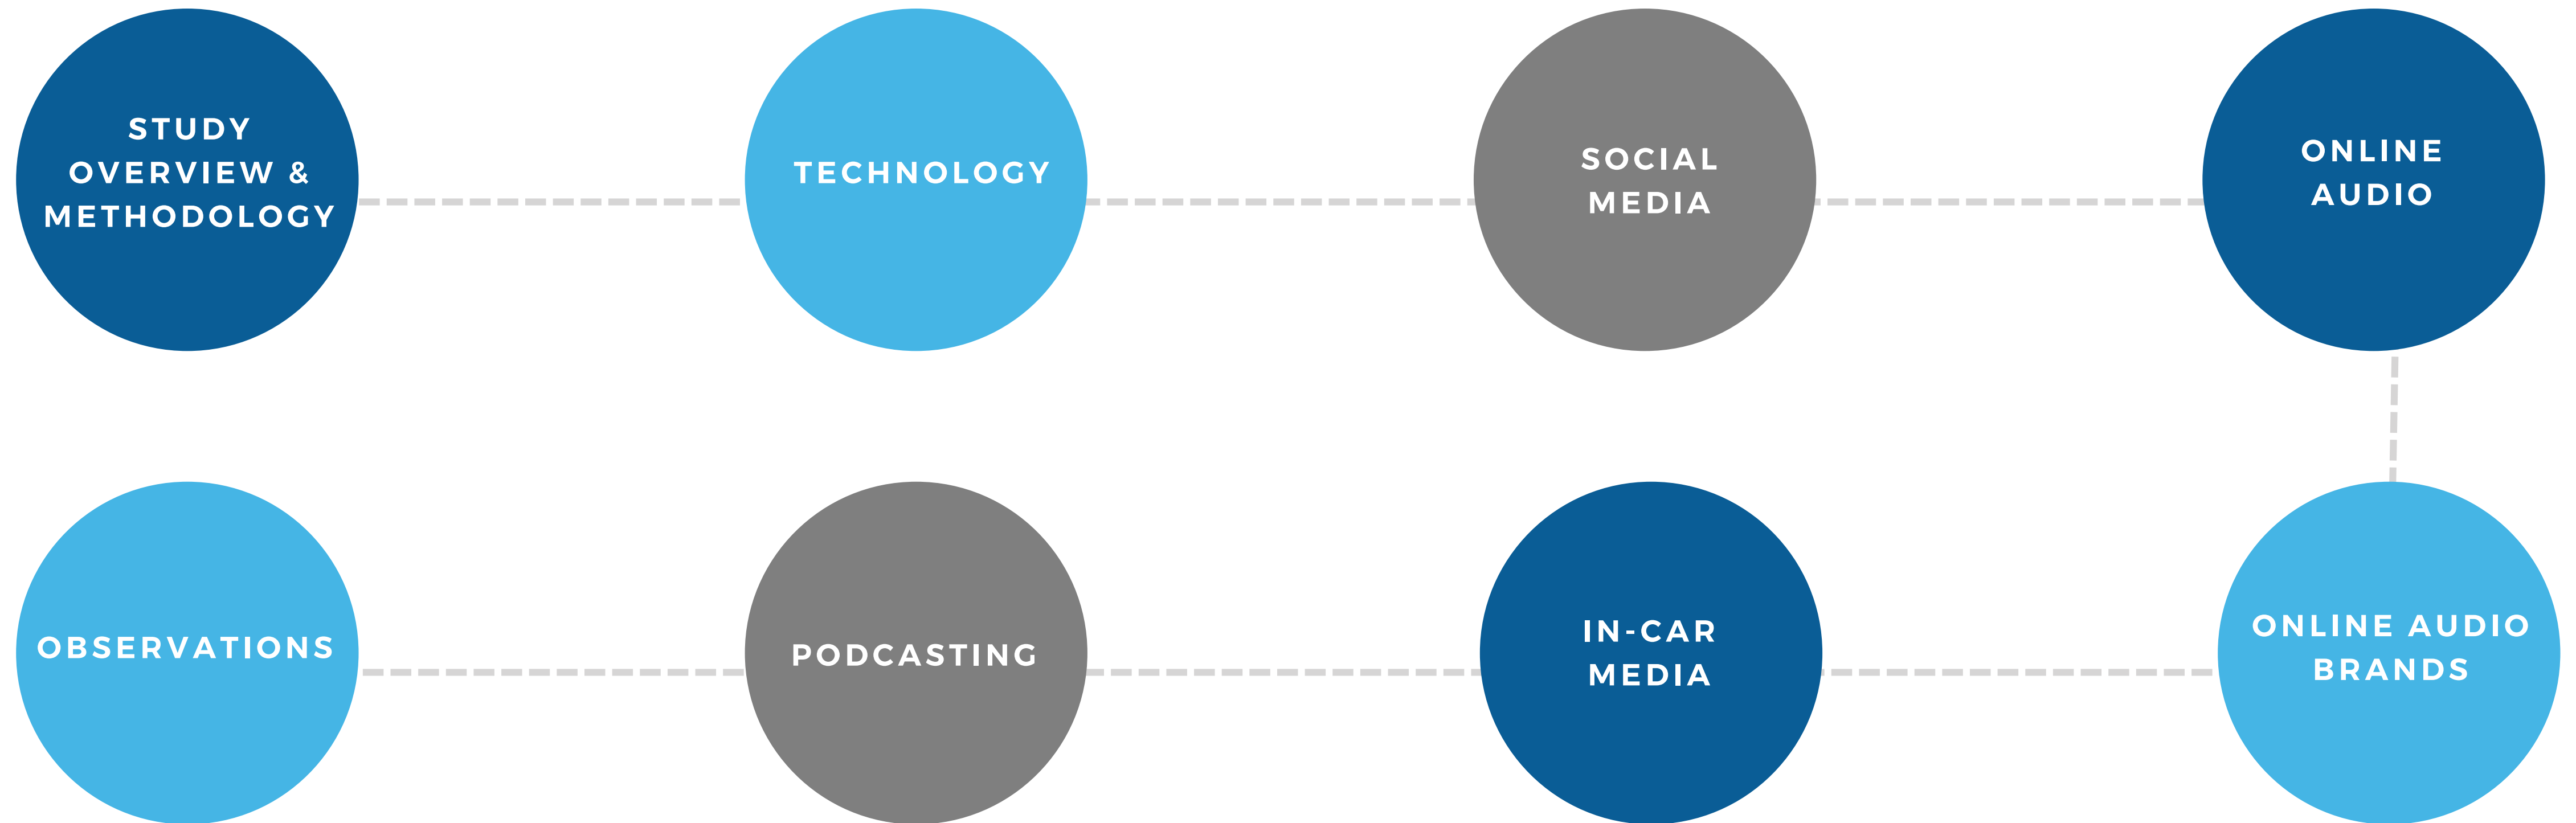 STUDY
OVERVIEW &
METHODOLOGY
TECHNOLOGY
SOCIAL
MEDIA
ONLINE
AUDIO
OBSERVATIONS
PODCASTING
IN-CAR
MEDIA
ONLINE AUDIO
BRANDS